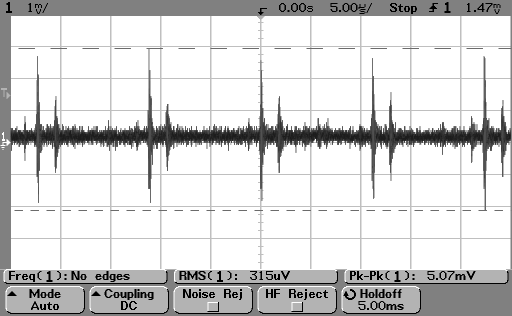 1 1mV/ 0.00s 5.00ms/ Stop 1 1.47mV
T
1
Freq(1): No edges RMS(1): 315uV Pk-Pk(1): 5.07mV
Mode Coupling Noise Rej HF Reject Holdoff
Auto DC 5.00ms